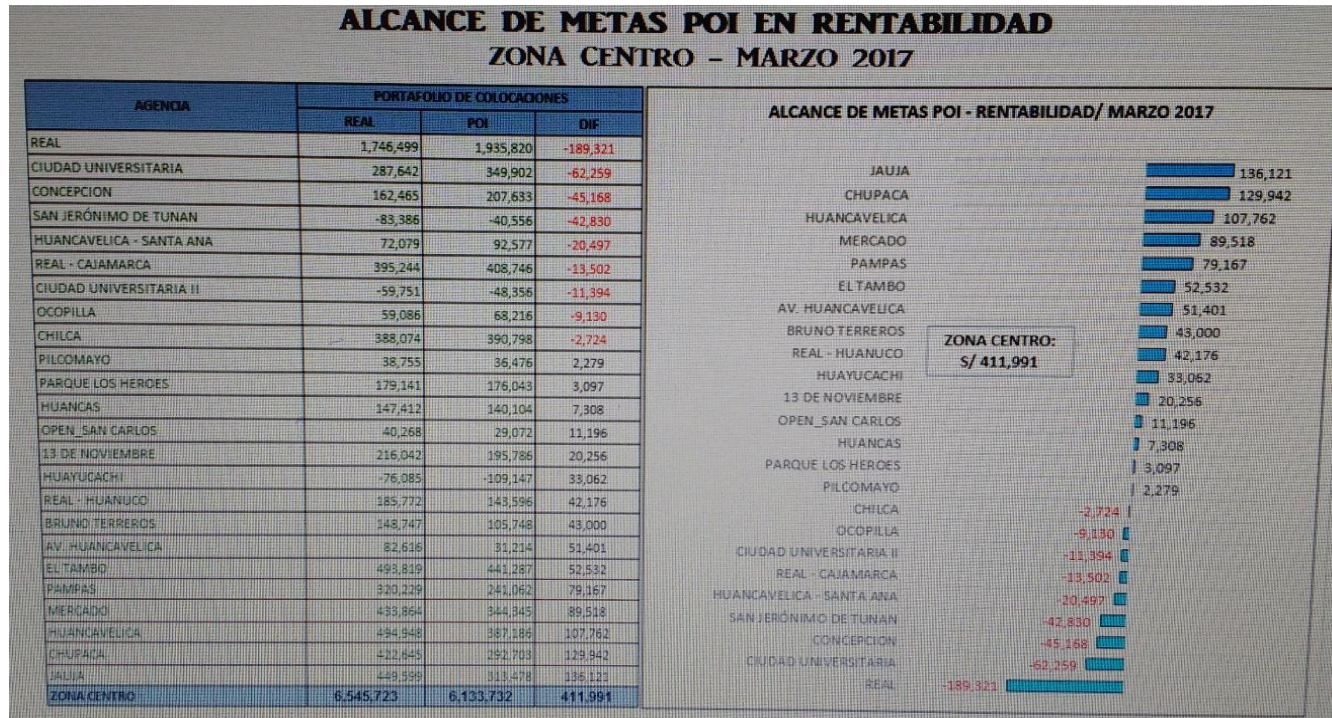 ALCANCE DE METAS POI EN RENTABILIDAD
ZONA CENTRO – MARZO 2017
AGENCIA PORTAFOLIO DE COLOCACIONES
REAL POI DIF
REAL 1,746,499 1,935,820 -189,321
CIUDAD UNIVERSITARIA 287,642 349,902 -62,259
CONCEPCION 162,465 207,633 -45,168
SAN JERÓNIMO DE TUNAN -83,386 -40,556 -42,830
HUANCAVELICA - SANTA ANA 72,079 92,577 -20,497
REAL - CAJAMARCA 395,244 408,746 -13,502
CIUDAD UNIVERSITARIA II -59,751 -48,356 -11,394
OCOPILLA 59,086 68,216 -9,130
CHILCA 388,074 390,798 -2,724
PILCOMAYO 38,755 36,476 2,279
PARQUE LOS HEROES 179,141 176,043 3,097
HUANCAS 147,412 140,104 7,308
OPEN_SAN CARLOS 40,268 29,072 11,196
13 DE NOVIEMBRE 216,042 195,786 20,256
HUAYUCACHI -76,085 -109,147 33,062
REAL - HUANUCO 185,772 143,596 42,176
BRUNO TERREROS 148,747 105,748 43,000
AV. HUANCAVELICA 82,616 31,214 51,401
EL TAMBO 493,819 441,287 52,532
PAMPAS 320,229 241,062 79,167
MERCADO 433,864 344,345 89,518
HUANCAVELICA 494,948 387,186 107,762
CHUPACA 422,645 292,703 129,942
JAUJA 449,599 313,478 136,121
ZONA CENTRO 6,545,723 6,133,732 411,991
ALCANCE DE METAS POI - RENTABILIDAD/ MARZO 2017
JAUJA 136,121
CHUPACA 129,942
HUANCAVELICA 107,762
MERCADO 89,518
PAMPAS 79,167
EL TAMBO 52,532
AV. HUANCAVELICA 51,401
BRUNO TERREROS 43,000
REAL - HUANUCO 42,176
HUAYUCACHI 33,062
13 DE NOVIEMBRE 20,256
OPEN_SAN CARLOS 11,196
HUANCAS 7,308
PARQUE LOS HEROES 3,097
PILCOMAYO 2,279
CHILCA -2,724
OCOPILLA -9,130
CIUDAD UNIVERSITARIA II -11,394
REAL - CAJAMARCA -13,502
HUANCAVELICA - SANTA ANA -20,497
SAN JERÓNIMO DE TUNAN -42,830
CONCEPCION -45,168
CIUDAD UNIVERSITARIA -62,259
REAL -189,321
ZONA CENTRO:
S/ 411,991